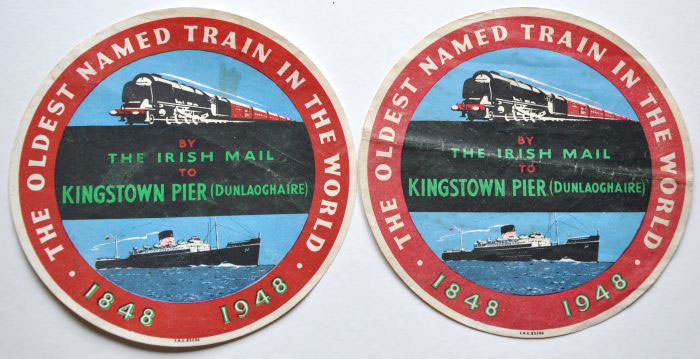 THE OLDEST NAMED TRAIN IN THE WORLD
BY
THE IRISH MAIL
TO
KINGSTOWN PIER (DUNLAOGHAIRE)
· 1848 1948 ·
THE OLDEST NAMED TRAIN IN THE WORLD
BY
THE IRISH MAIL
TO
KINGSTOWN PIER (DUNLAOGHAIRE)
· 1848 1948 ·